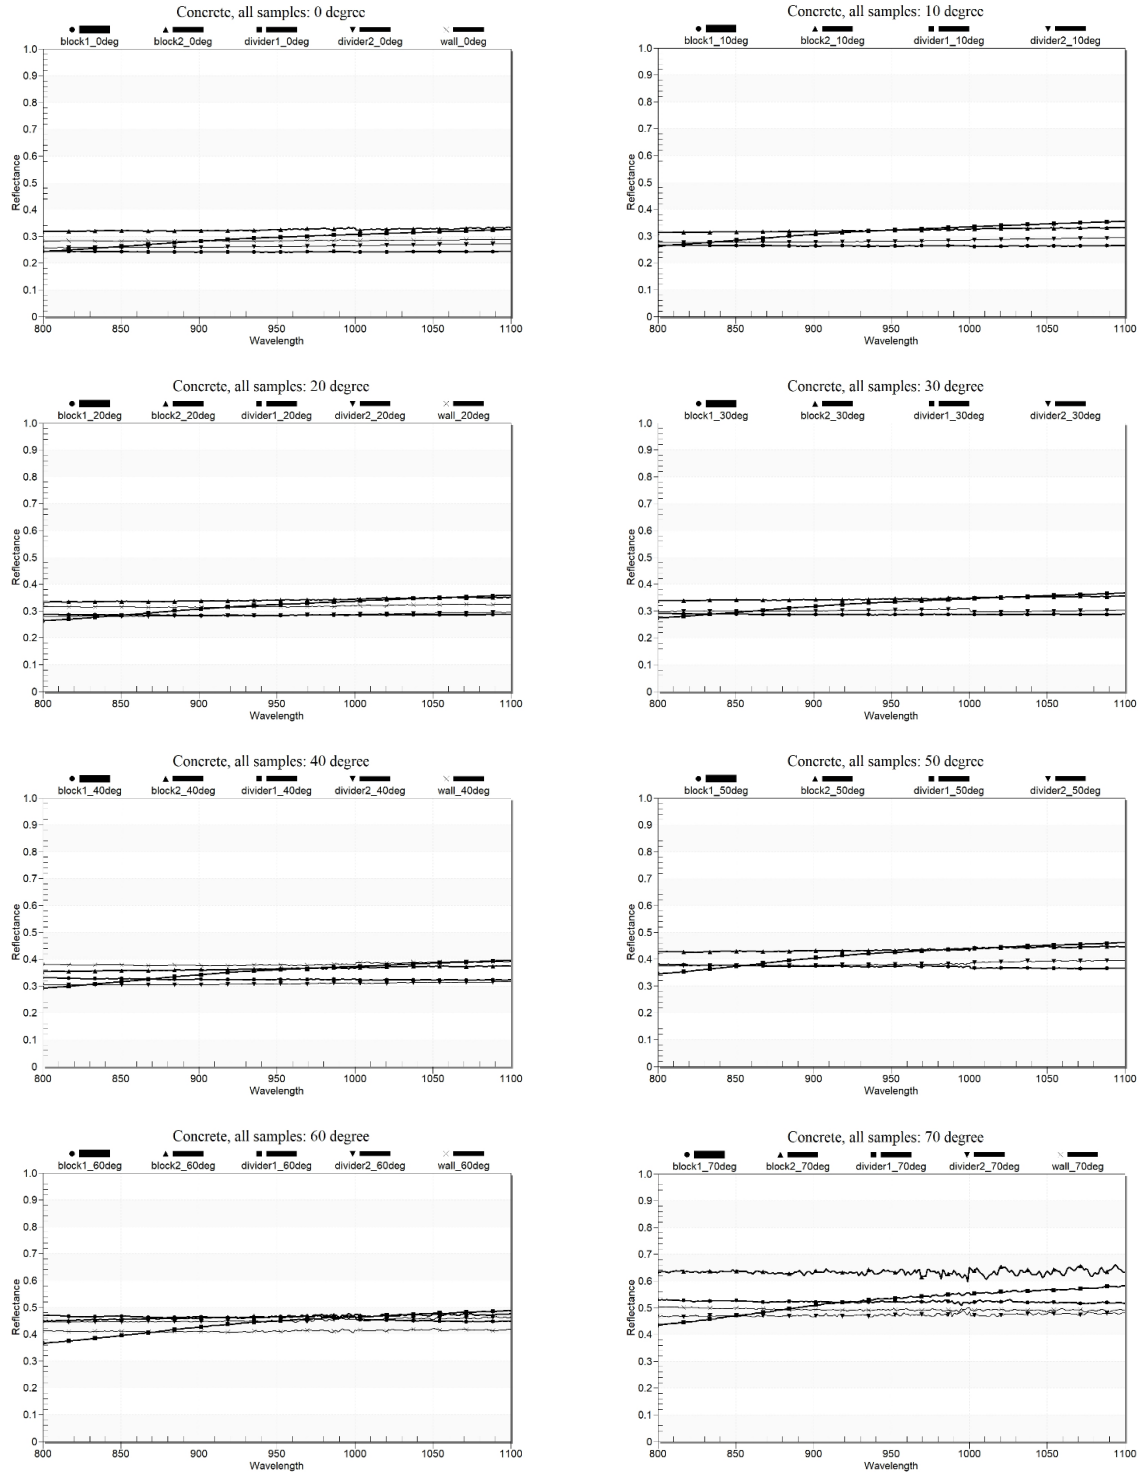 Concrete, all samples: 0 degree
block1_0deg block2_0deg divider1_0deg divider2_0deg wall_0deg
1.0
0.9
0.8
0.7
0.6
0.5
0.4
0.3
0.2
0.1
0
Reflectance
800 850 900 950 1000 1050 1100
Wavelength
Concrete, all samples: 10 degree
block1_10deg block2_10deg divider1_10deg divider2_10deg
1.0
0.9
0.8
0.7
0.6
0.5
0.4
0.3
0.2
0.1
0
Reflectance
800 850 900 950 1000 1050 1100
Wavelength
Concrete, all samples: 20 degree
block1_20deg block2_20deg divider1_20deg divider2_20deg wall_20deg
1.0
0.9
0.8
0.7
0.6
0.5
0.4
0.3
0.2
0.1
0
Reflectance
800 850 900 950 1000 1050 1100
Wavelength
Concrete, all samples: 30 degree
block1_30deg block2_30deg divider1_30deg divider2_30deg
1.0
0.9
0.8
0.7
0.6
0.5
0.4
0.3
0.2
0.1
0
Reflectance
800 850 900 950 1000 1050 1100
Wavelength
Concrete, all samples: 40 degree
block1_40deg block2_40deg divider1_40deg divider2_40deg wall_40deg
1.0
0.9
0.8
0.7
0.6
0.5
0.4
0.3
0.2
0.1
0
Reflectance
800 850 900 950 1000 1050 1100
Wavelength
Concrete, all samples: 50 degree
block1_50deg block2_50deg divider1_50deg divider2_50deg
1.0
0.9
0.8
0.7
0.6
0.5
0.4
0.3
0.2
0.1
0
Reflectance
800 850 900 950 1000 1050 1100
Wavelength
Concrete, all samples: 60 degree
block1_60deg block2_60deg divider1_60deg divider2_60deg wall_60deg
1.0
0.9
0.8
0.7
0.6
0.5
0.4
0.3
0.2
0.1
0
Reflectance
800 850 900 950 1000 1050 1100
Wavelength
Concrete, all samples: 70 degree
block1_70deg block2_70deg divider1_70deg divider2_70deg wall_70deg
1.0
0.9
0.8
0.7
0.6
0.5
0.4
0.3
0.2
0.1
0
Reflectance
800 850 900 950 1000 1050 1100
Wavelength